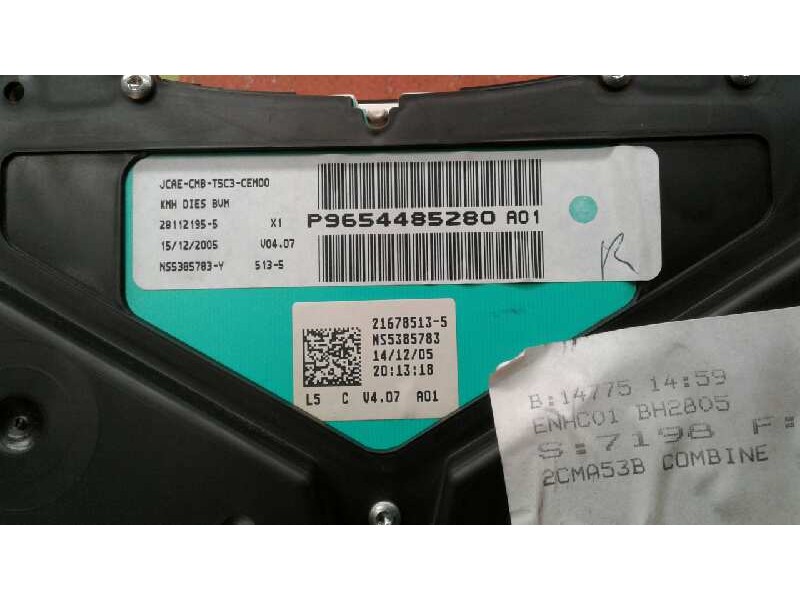 JCAE-CMB-T5C3-CEMOO
KMH DIES BVM
28112195-5 X1
15/12/2005 V04.07
NS5385783-Y 513-5
P9654485280 A01
R
21678513-5
NS5385783
14/12/05
20:13:18
L5 C V4.07 A01
B:14775 14:59
ENHC01 BH2805
S:7198 F:
2CMA53B COMBINE